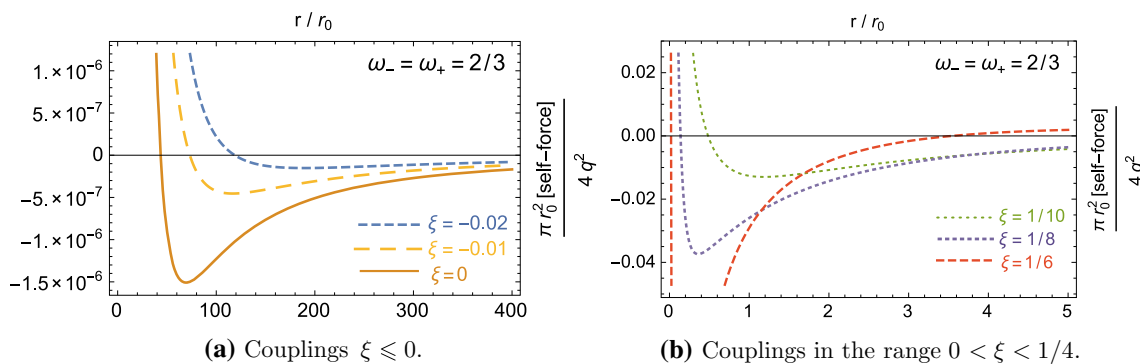 r / r₀
ω₋ = ω₊ = 2/3
1.×10⁻⁶
5.×10⁻⁷
0
−5.×10⁻⁷
−1.×10⁻⁶
−1.5×10⁻⁶
ξ = −0.02
ξ = −0.01
ξ = 0
0 100 200 300 400
π r₀² [self−force]
4 q²
(a) Couplings ξ ⩽ 0.
r / r₀
ω₋ = ω₊ = 2/3
0.02
0.00
−0.02
−0.04
ξ = 1/10
ξ = 1/8
ξ = 1/6
0 1 2 3 4 5
π r₀² [self−force]
4 q²
(b) Couplings in the range 0 < ξ < 1/4.